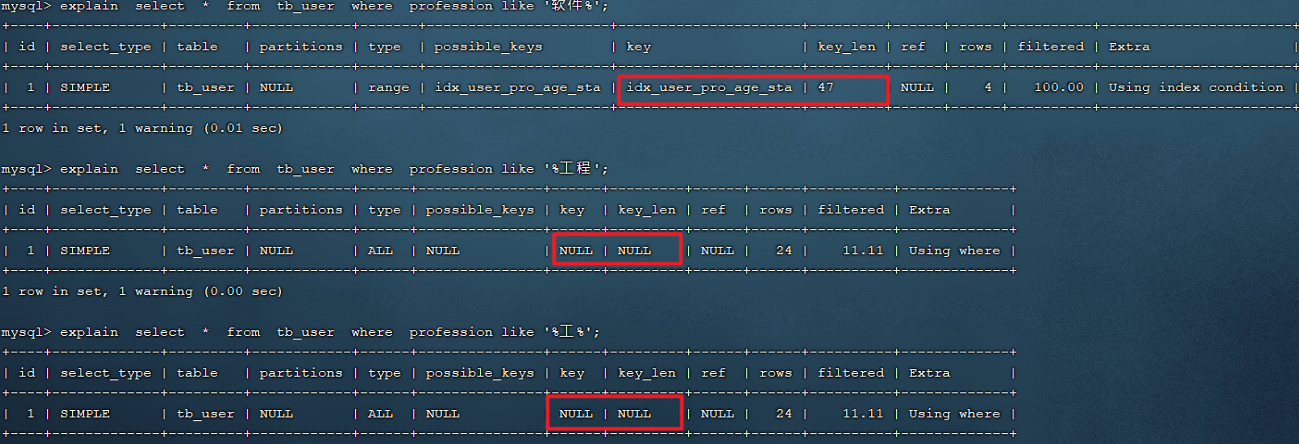 mysql> explain  select  *  from  tb_user  where  profession like '软件%';
+----+-------------+---------+------------+-------+----------------------+----------------------+---------+------+------+----------+-----------------------+
| id | select_type | table   | partitions | type  | possible_keys        | key                  | key_len | ref  | rows | filtered | Extra                 |
+----+-------------+---------+------------+-------+----------------------+----------------------+---------+------+------+----------+-----------------------+
|  1 | SIMPLE      | tb_user | NULL       | range | idx_user_pro_age_sta | idx_user_pro_age_sta | 47      | NULL |    4 |   100.00 | Using index condition |
+----+-------------+---------+------------+-------+----------------------+----------------------+---------+------+------+----------+-----------------------+
1 row in set, 1 warning (0.01 sec)
mysql> explain  select  *  from  tb_user  where  profession like '%工程';
+----+-------------+---------+------------+------+---------------+------+---------+------+------+----------+-------------+
| id | select_type | table   | partitions | type | possible_keys | key  | key_len | ref  | rows | filtered | Extra       |
+----+-------------+---------+------------+------+---------------+------+---------+------+------+----------+-------------+
|  1 | SIMPLE      | tb_user | NULL       | ALL  | NULL          | NULL | NULL    | NULL |   24 |    11.11 | Using where |
+----+-------------+---------+------------+------+---------------+------+---------+------+------+----------+-------------+
1 row in set, 1 warning (0.00 sec)
mysql> explain  select  *  from  tb_user  where  profession like '%工%';
+----+-------------+---------+------------+------+---------------+------+---------+------+------+----------+-------------+
| id | select_type | table   | partitions | type | possible_keys | key  | key_len | ref  | rows | filtered | Extra       |
+----+-------------+---------+------------+------+---------------+------+---------+------+------+----------+-------------+
|  1 | SIMPLE      | tb_user | NULL       | ALL  | NULL          | NULL | NULL    | NULL |   24 |    11.11 | Using where |
+----+-------------+---------+------------+------+---------------+------+---------+------+------+----------+-------------+